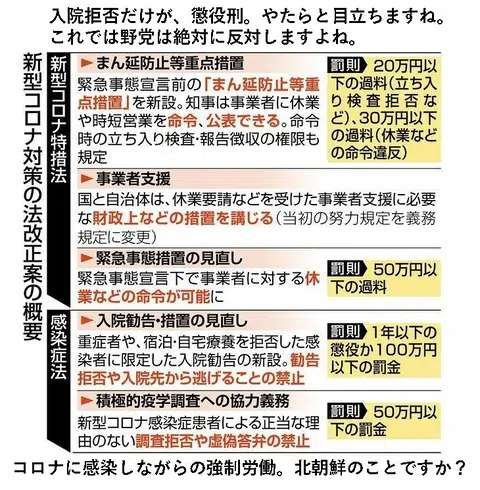 入院拒否だけが、懲役刑。やたらと目立ちますね。
これでは野党は絶対に反対しますよね。
新型コロナ対策の法改正案の概要
新型コロナ特措法
▶まん延防止等重点措置
緊急事態宣言前の「まん延防止等重
点措置」を新設。知事は事業者に休業
や時短営業を命令、公表できる。命令
時の立ち入り検査・報告徴収の権限も
規定
罰則▶20万円以
下の過料(立ち入
り検査拒否な
ど)、30万円以下
の過料(休業など
の命令違反)
▶事業者支援
国と自治体は、休業要請などを受けた事業者支援に必要
な財政上などの措置を講じる(当初の努力規定を義務
規定に変更)
▶緊急事態措置の見直し
緊急事態宣言下で事業者に対する休
業などの命令が可能に
罰則▶50万円以
下の過料
感染症法
▶入院勧告・措置の見直し
重症者や、宿泊・自宅療養を拒否した感
染者に限定した入院勧告の新設。勧告
拒否や入院先から逃げることの禁止
罰則▶1年以下の
懲役か100万円
以下の罰金
▶積極的疫学調査への協力義務
新型コロナ感染症患者による正当な理
由のない調査拒否や虚偽答弁の禁止
罰則▶50万円以
下の罰金
コロナに感染しながらの強制労働。北朝鮮のことですか？